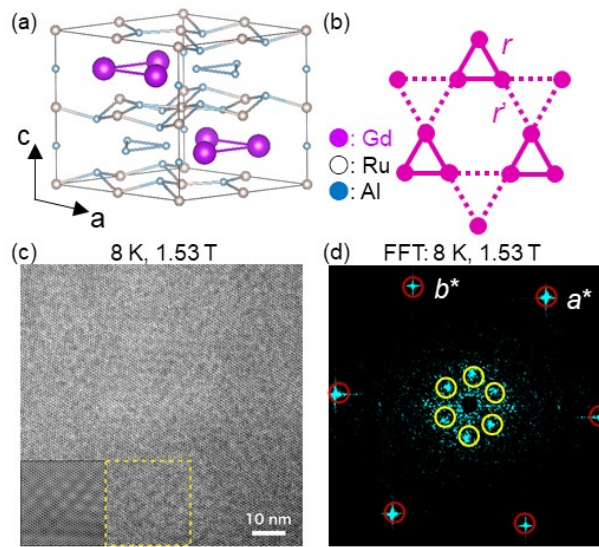 (a)
c
a
(b)
r
r'
: Gd
: Ru
: Al
(c) 8 K, 1.53 T
10 nm
(d) FFT: 8 K, 1.53 T
b*
a*